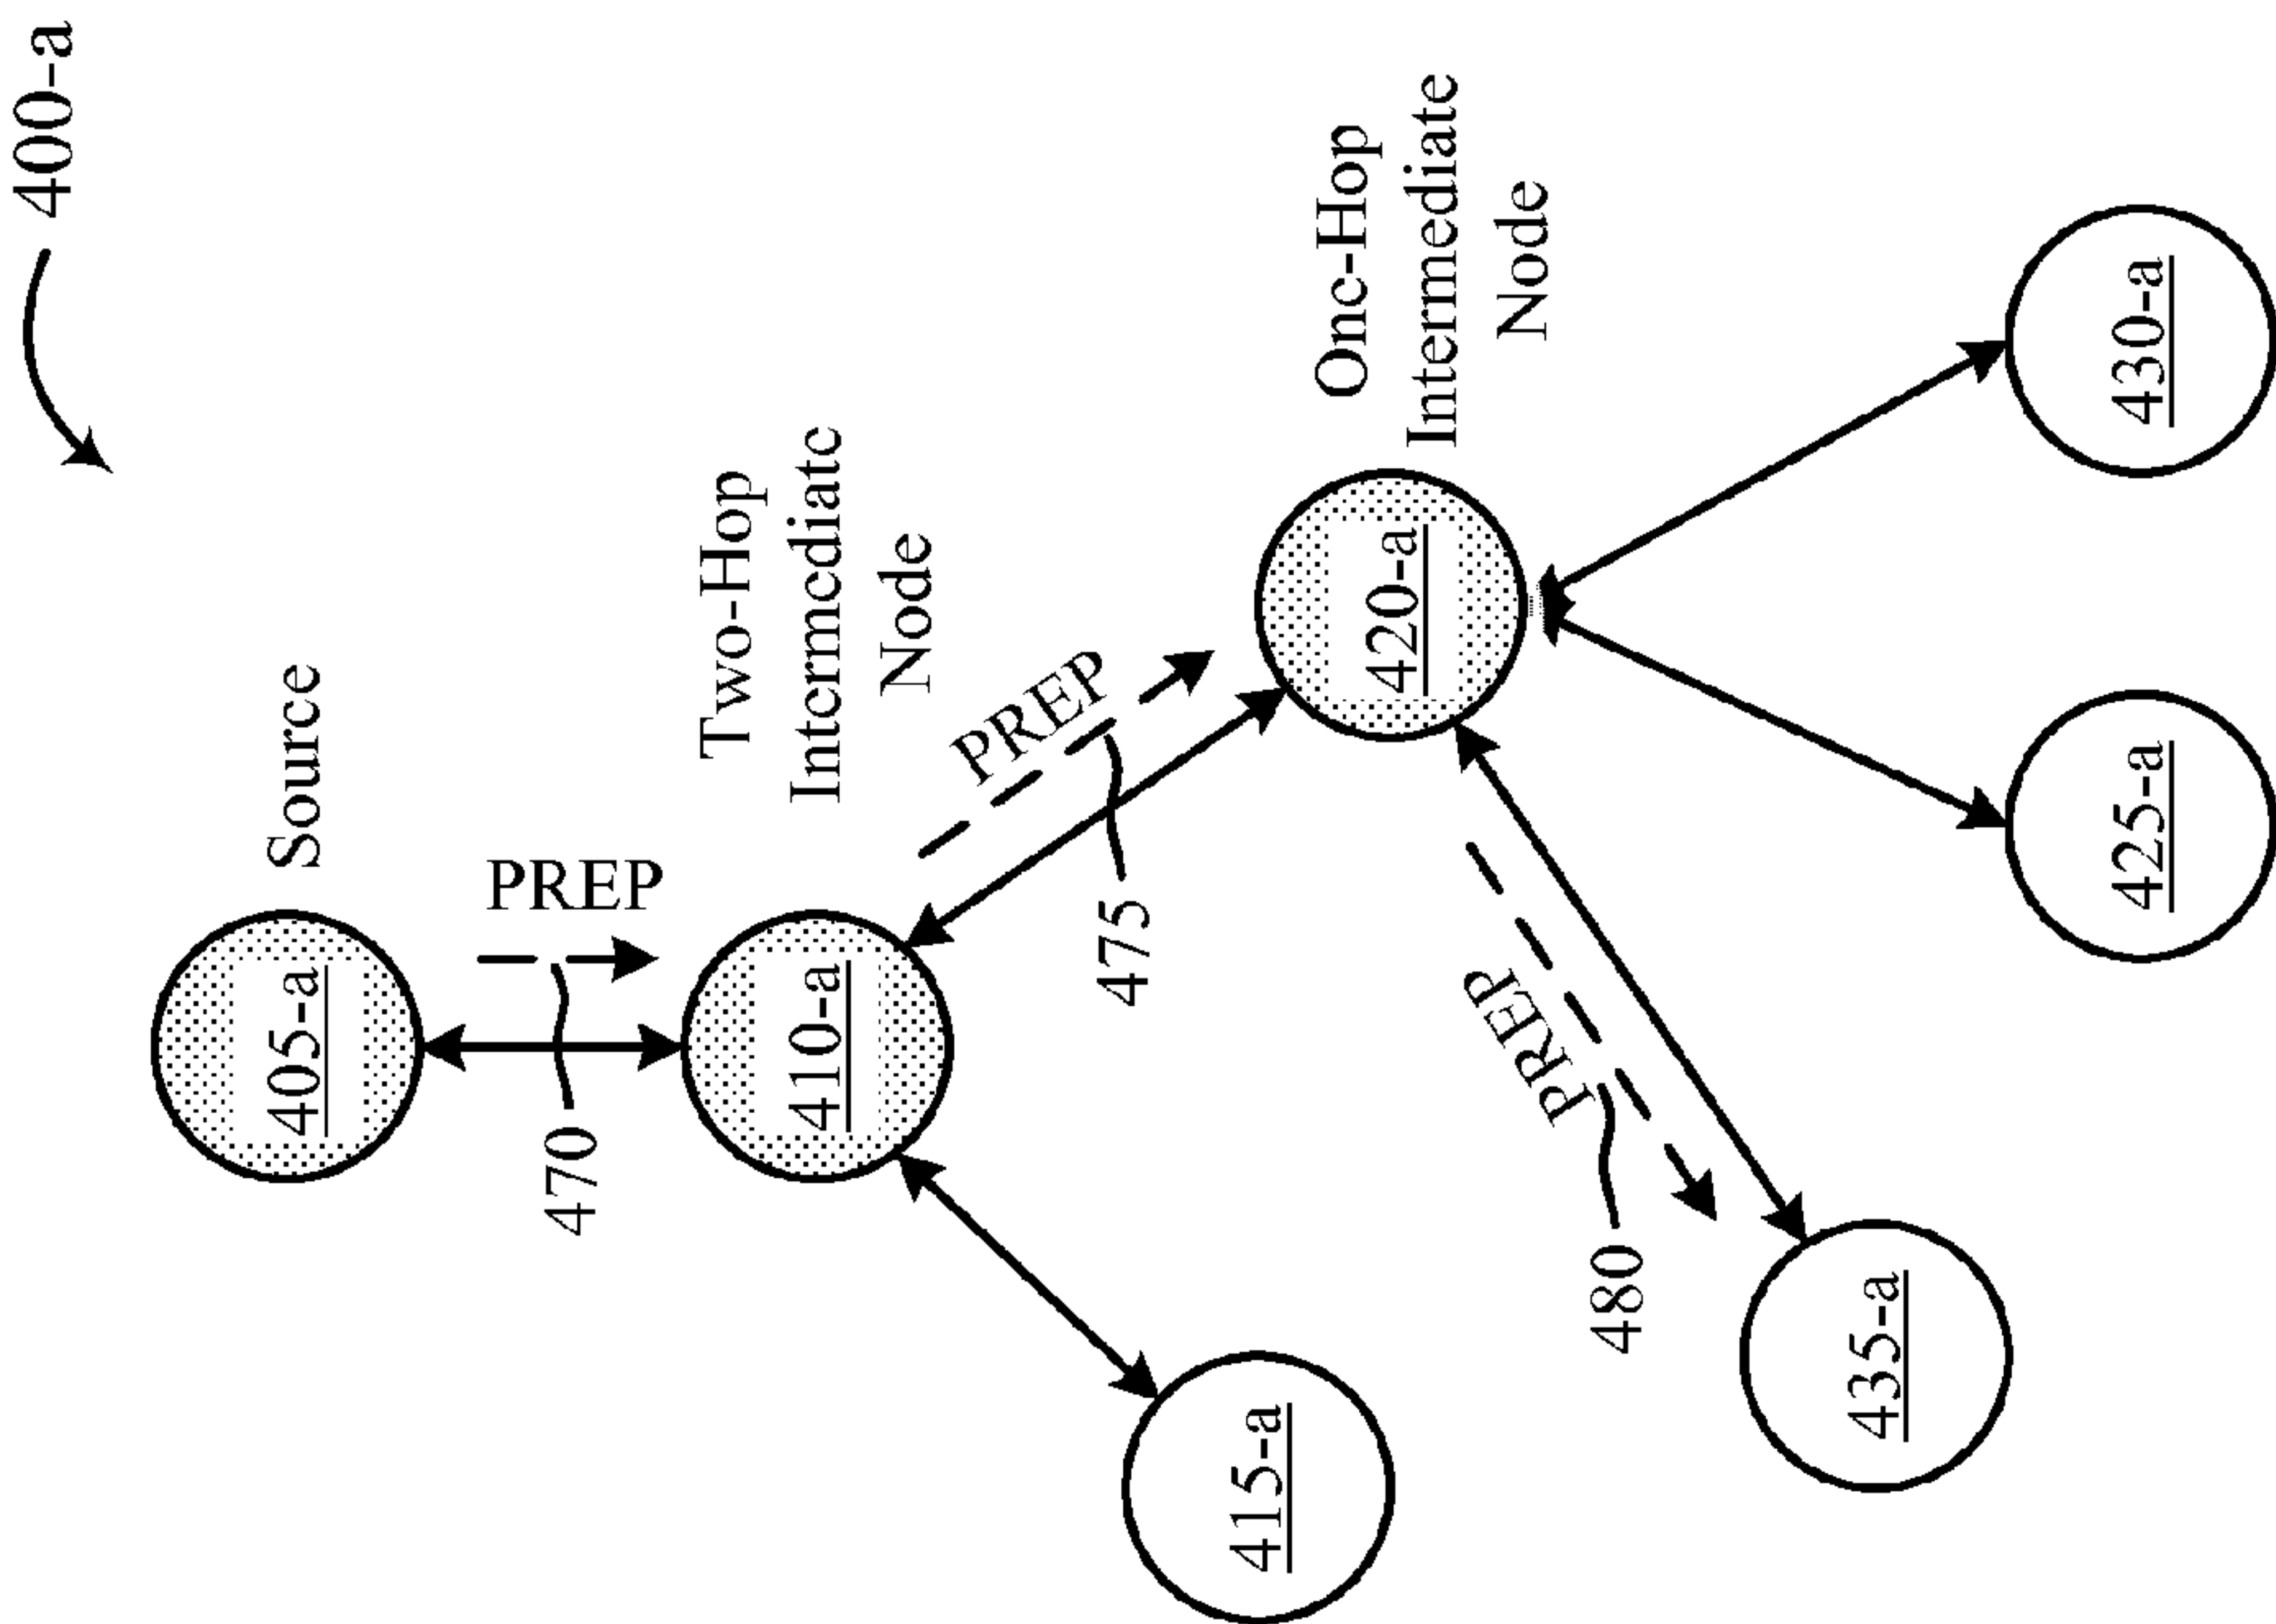 400-a
Source
405-a
PREP
470
Two-Hop
Intermediate
Node
410-a
PREP
475
One-Hop
Intermediate
Node
420-a
415-a
PREP
480
435-a
425-a
430-a